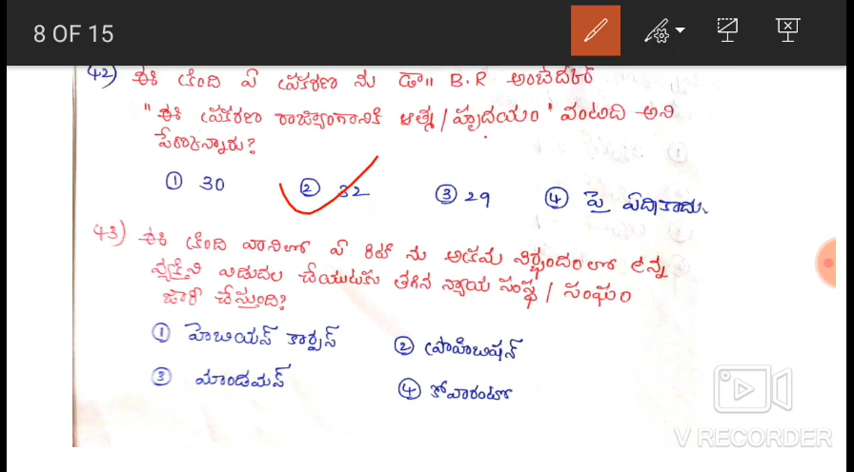 8 OF 15
42) ఈ క్రింది ఏ ప్రకరణ ను డా॥ B.R అంబేదకర్
"ఈ ప్రకరణ రాజ్యాంగానికి ఆత్మ/హృదయం" వంటిది అని
పేర్కొన్నారు?
① 30 ② 32 ③ 29 ④ పై ఏదీకాదు.
43) ఈ క్రింది వానిలో ఏ రిట్ ను అక్రమ నిర్భందంలో ఉన్న
వ్యక్తిని విడుదల చేయుటకు తగిన న్యాయ సంస్థ / సంఘం
జారీ చేస్తుంది?
① హెబియస్ కార్పస్ ② ప్రొహిబిషన్
③ మాండమస్ ④ కోవారంటో
V RECORDER